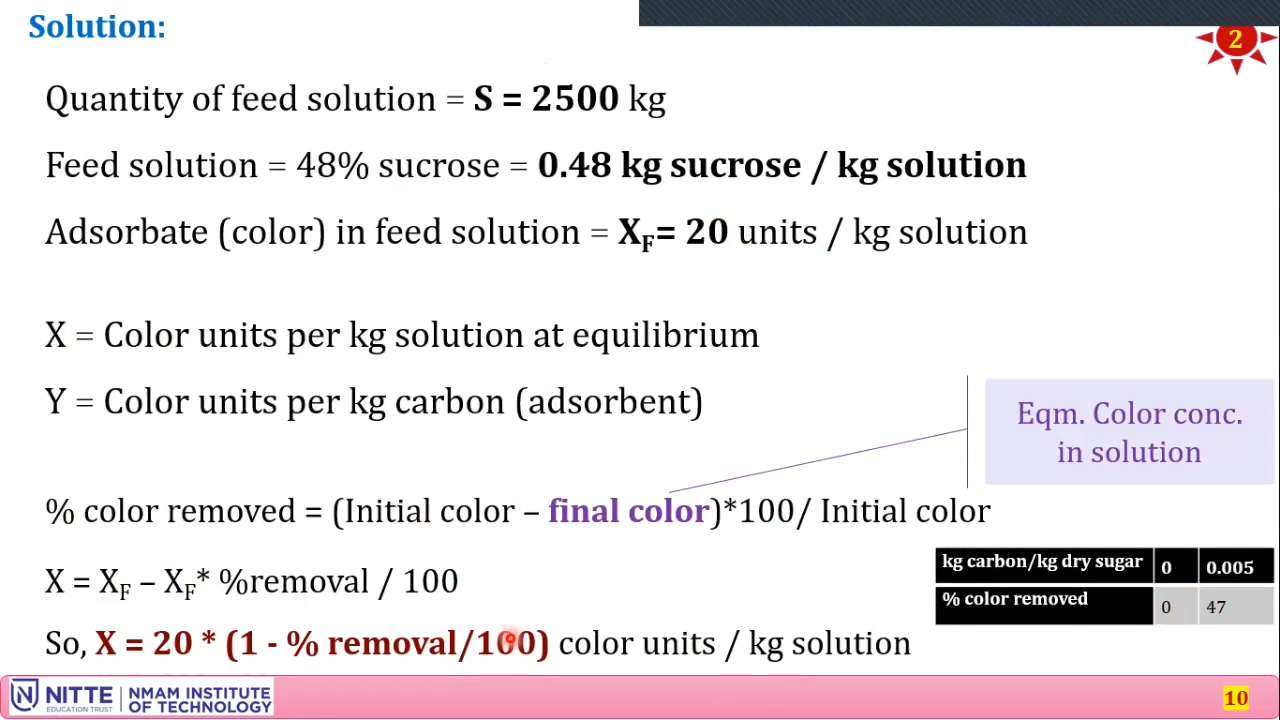 Solution:
2
Quantity of feed solution = S = 2500 kg
Feed solution = 48% sucrose = 0.48 kg sucrose / kg solution
Adsorbate (color) in feed solution = X_F= 20 units / kg solution
X = Color units per kg solution at equilibrium
Y = Color units per kg carbon (adsorbent)
Eqm. Color conc.
in solution
% color removed = (Initial color – final color)*100/ Initial color
kg carbon/kg dry sugar 0 0.005
% color removed 0 47
X = X_F – X_F* %removal / 100
So, X = 20 * (1 - % removal/100) color units / kg solution
NITTE
EDUCATION TRUST
NMAM INSTITUTE
OF TECHNOLOGY
10